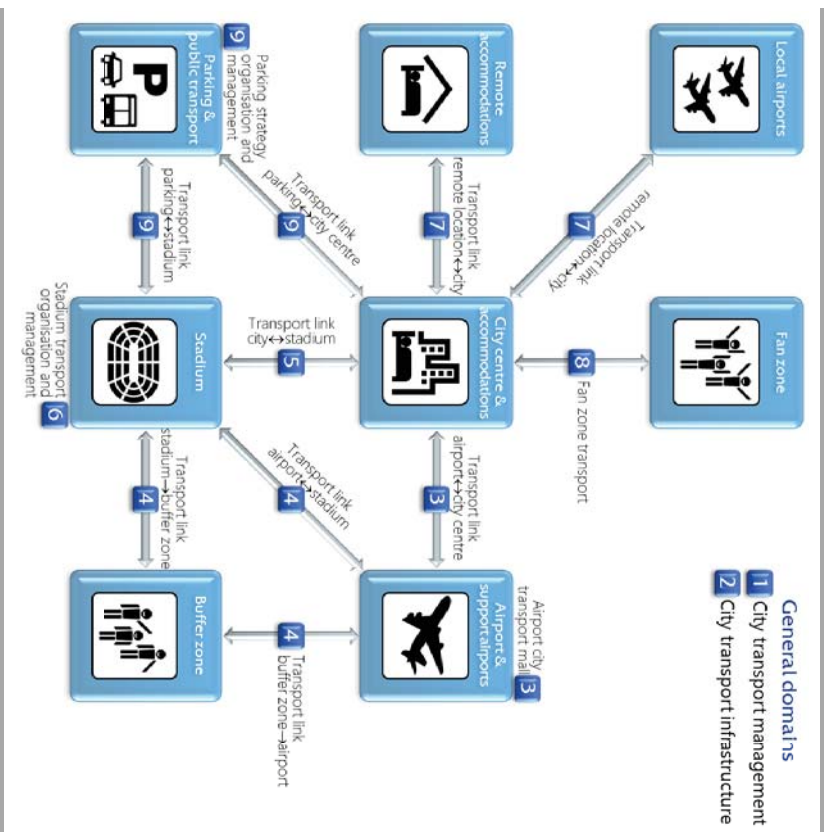 General domains
1 City transport management
2 City transport infrastructure
Local airports
Fan zone
7
Transport link
remote location↔city
8
Fan zone transport
Airport city
transport mall
3
Remote
accommodations
Transport link
remote location↔city
7
City centre &
accommodations
Transport link
airport↔city centre
3
Airport &
support airports
Transport link
parking↔city centre
9
Transport link
city↔stadium
5
Transport link
airport↔stadium
4
4
Transport link
buffer zone→airport
Parking strategy
organisation and
management
9
Parking &
public transport
Transport link
parking↔stadium
9
Stadium
Transport link
stadium→buffer zone
4
Buffer zone
P
Stadium transport
organisation and
management
6